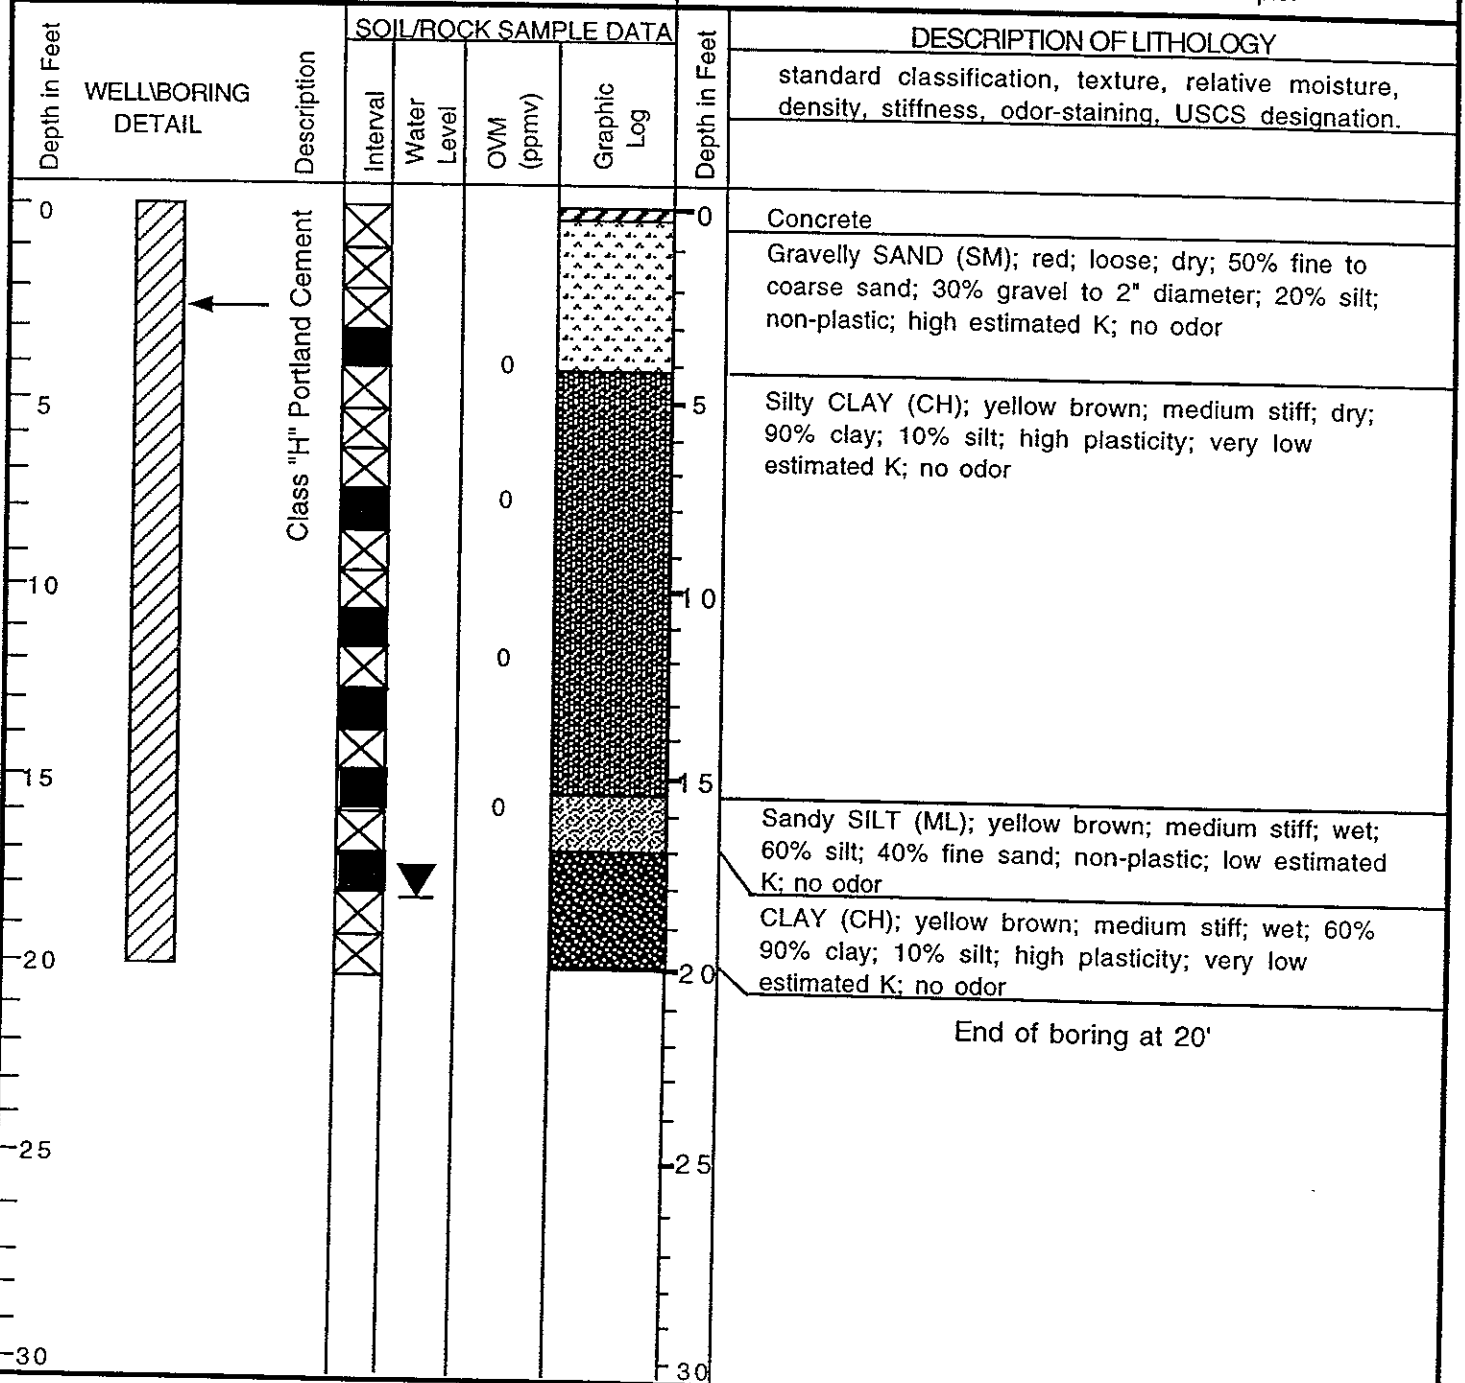 SOIL/ROCK SAMPLE DATA
DESCRIPTION OF LITHOLOGY
Depth in Feet
WELL\BORING
DETAIL
Description
Interval
Water
Level
OVM
(ppmv)
Graphic
Log
Depth in Feet
standard classification, texture, relative moisture,
density, stiffness, odor-staining, USCS designation.
0
5
10
15
20
25
30
Class "H" Portland Cement
0
0
0
0
0
5
10
15
20
25
30
Concrete
Gravelly SAND (SM); red; loose; dry; 50% fine to
coarse sand; 30% gravel to 2" diameter; 20% silt;
non-plastic; high estimated K; no odor
Silty CLAY (CH); yellow brown; medium stiff; dry;
90% clay; 10% silt; high plasticity; very low
estimated K; no odor
Sandy SILT (ML); yellow brown; medium stiff; wet;
60% silt; 40% fine sand; non-plastic; low estimated
K; no odor
CLAY (CH); yellow brown; medium stiff; wet; 60%
90% clay; 10% silt; high plasticity; very low
estimated K; no odor
End of boring at 20'